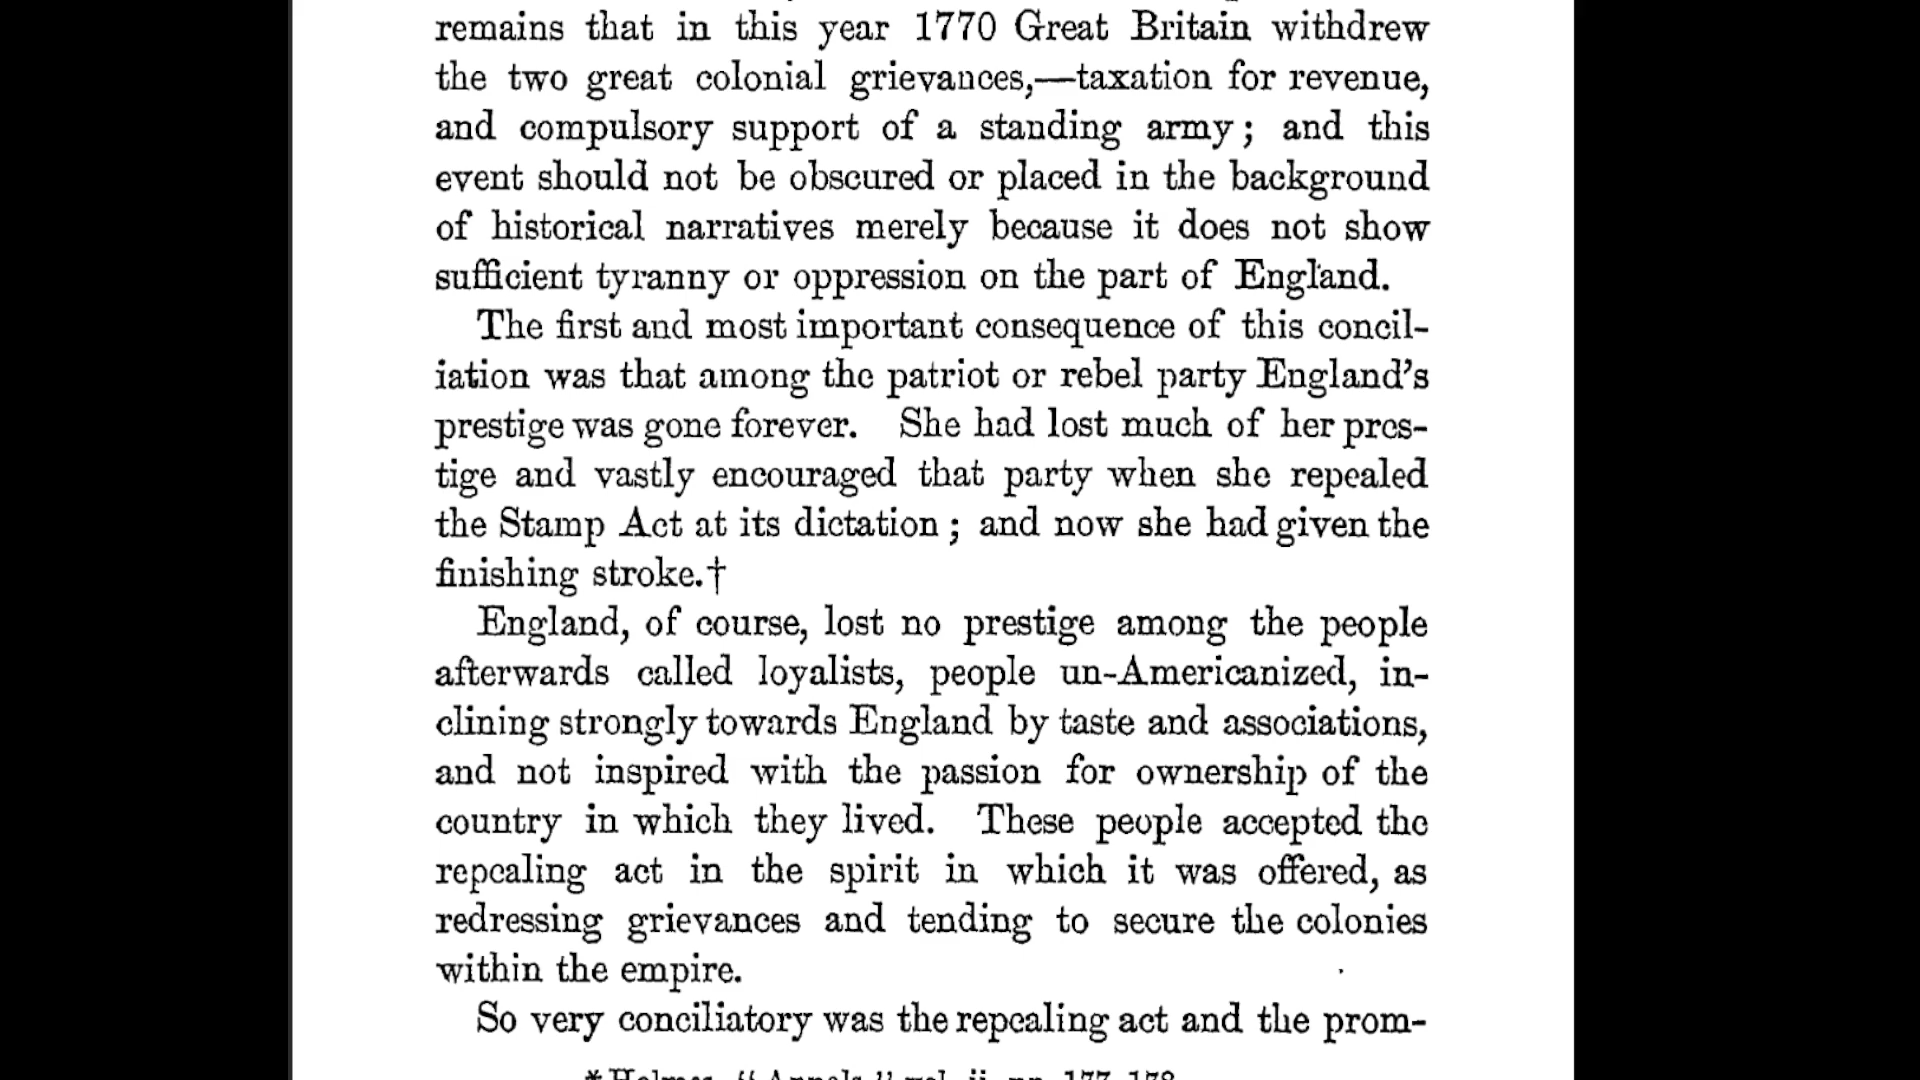 remains that in this year 1770 Great Britain withdrew
the two great colonial grievances,—taxation for revenue,
and compulsory support of a standing army; and this
event should not be obscured or placed in the background
of historical narratives merely because it does not show
sufficient tyranny or oppression on the part of England.
The first and most important consequence of this concil-
iation was that among the patriot or rebel party England's
prestige was gone forever. She had lost much of her pres-
tige and vastly encouraged that party when she repealed
the Stamp Act at its dictation; and now she had given the
finishing stroke.†
England, of course, lost no prestige among the people
afterwards called loyalists, people un-Americanized, in-
clining strongly towards England by taste and associations,
and not inspired with the passion for ownership of the
country in which they lived. These people accepted the
repealing act in the spirit in which it was offered, as
redressing grievances and tending to secure the colonies
within the empire.
So very conciliatory was the repealing act and the prom-
* Holmes, "Annals," vol. ii, pp. 177, 178.